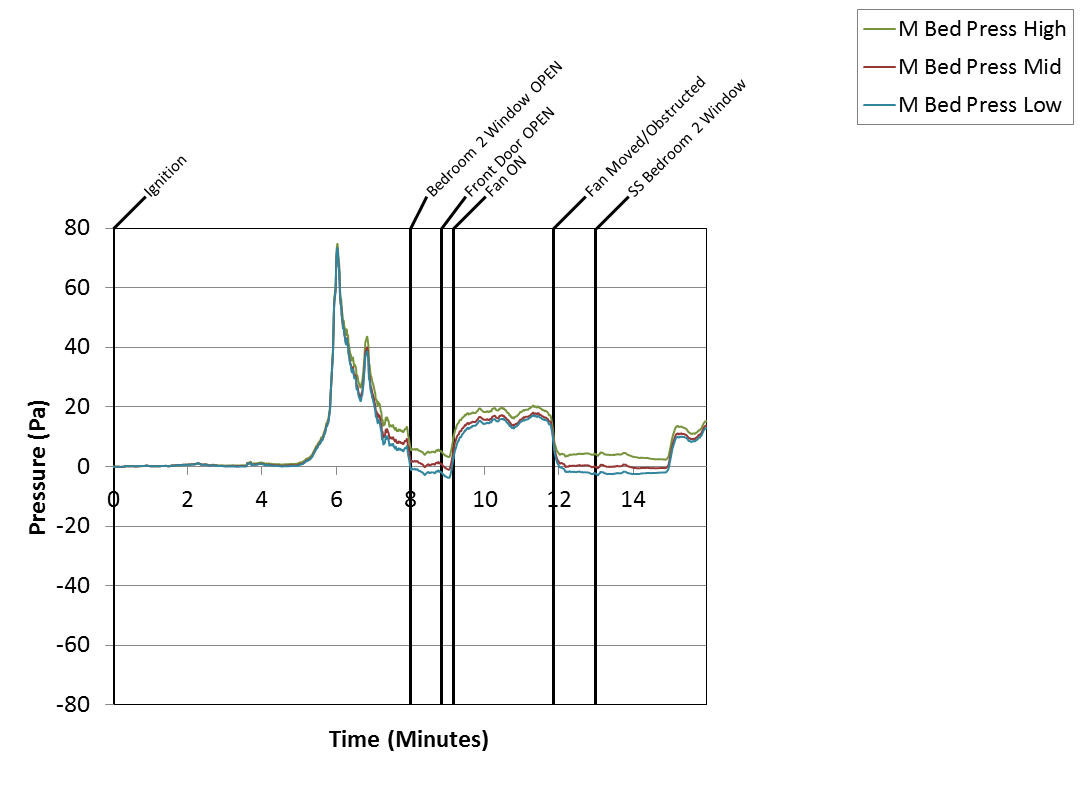 M Bed Press High
M Bed Press Mid
M Bed Press Low
Ignition
Bedroom 2 Window OPEN
Front Door OPEN
Fan ON
Fan Moved/Obstructed
SS Bedroom 2 Window
80
60
40
20
0
-20
-40
-60
-80
0 2 4 6 8 10 12 14
Pressure (Pa)
Time (Minutes)